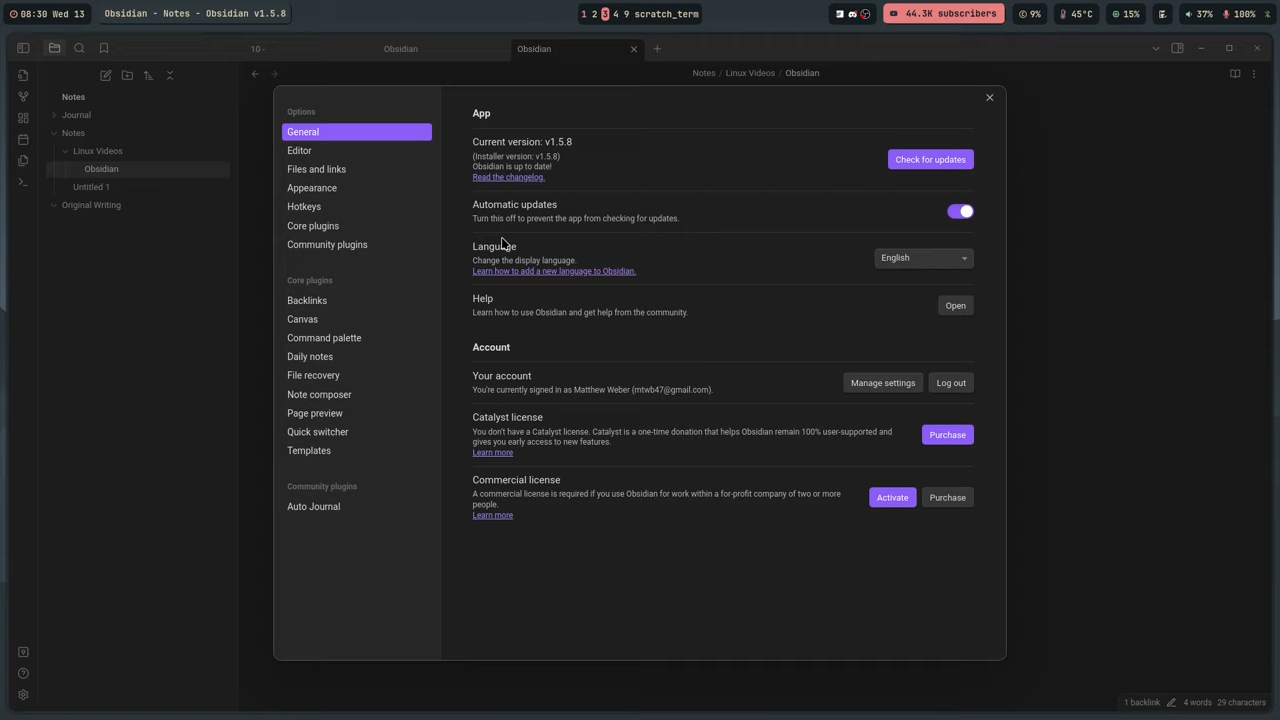 08:30 Wed 13
Obsidian - Notes - Obsidian v1.5.8
1 2 3 4 9 scratch_term
44.3K subscribers
9%
45°C
15%
37%
100%
10 -
Obsidian
Obsidian
Notes / Linux Videos / Obsidian
Notes
Journal
Notes
Linux Videos
Obsidian
Untitled 1
Original Writing
Options
General
Editor
Files and links
Appearance
Hotkeys
Core plugins
Community plugins
Core plugins
Backlinks
Canvas
Command palette
Daily notes
File recovery
Note composer
Page preview
Quick switcher
Templates
Community plugins
Auto Journal
App
Current version: v1.5.8
(Installer version: v1.5.8)
Obsidian is up to date!
Read the changelog.
Check for updates
Automatic updates
Turn this off to prevent the app from checking for updates.
Language
Change the display language.
Learn how to add a new language to Obsidian.
English
Help
Learn how to use Obsidian and get help from the community.
Open
Account
Your account
You're currently signed in as Matthew Weber (mtwb47@gmail.com).
Manage settings
Log out
Catalyst license
You don't have a Catalyst license. Catalyst is a one-time donation that helps Obsidian remain 100% user-supported and
gives you early access to new features.
Learn more
Purchase
Commercial license
A commercial license is required if you use Obsidian for work within a for-profit company of two or more
people.
Learn more
Activate
Purchase
1 backlink
4 words
29 characters